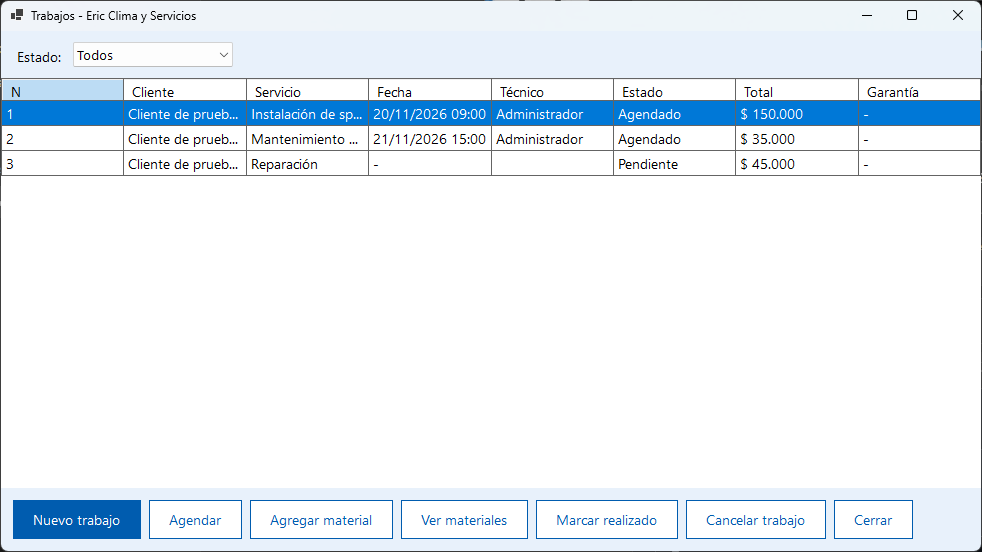 Trabajos - Eric Clima y Servicios
Estado: Todos
N Cliente Servicio Fecha Técnico Estado Total Garantía
1 Cliente de prueb... Instalación de sp... 20/11/2026 09:00 Administrador Agendado $ 150.000 -
2 Cliente de prueb... Mantenimiento ... 21/11/2026 15:00 Administrador Agendado $ 35.000 -
3 Cliente de prueb... Reparación - Pendiente $ 45.000 -
Nuevo trabajo Agendar Agregar material Ver materiales Marcar realizado Cancelar trabajo Cerrar